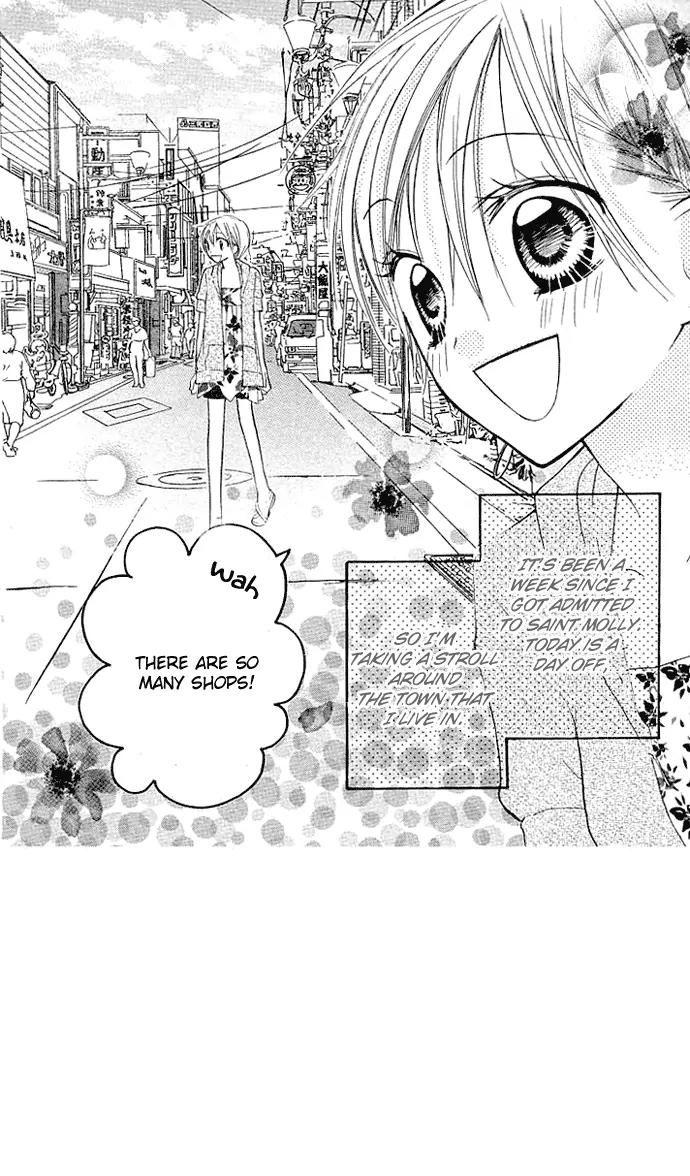 IT'S BEEN A
WEEK SINCE I
GOT ADMITTED
TO SAINT MOLLY.
TODAY IS A
DAY OFF.
SO I'M
TAKING A STROLL
AROUND
THE TOWN THAT
I LIVE IN.
wah
THERE ARE SO
MANY SHOPS!